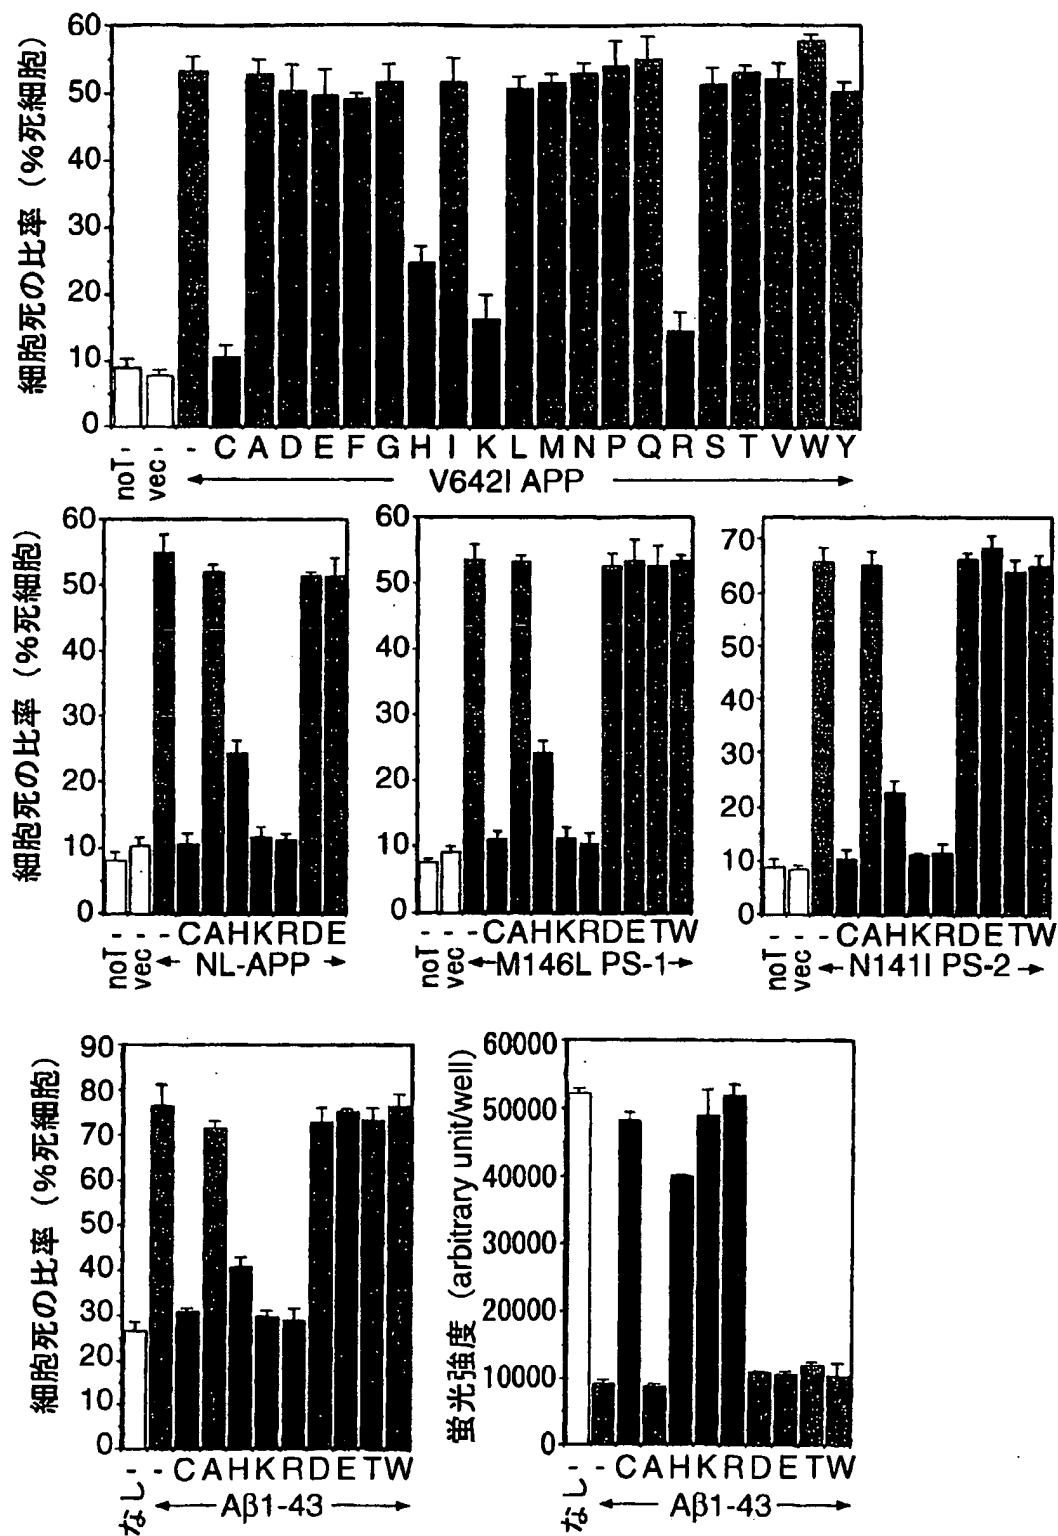 細胞死の比率 (%死細胞)
60
50
40
30
20
10
0
- - - C A D E F G H I K L M N P Q R S T V W Y
noT vec V642I APP
細胞死の比率 (%死細胞)
60
50
40
30
20
10
0
- - - C A H K R D E
noT vec NL-APP
60
50
40
30
20
10
0
- - - C A H K R D E T W
noT vec M146L PS-1
70
60
50
40
30
20
10
0
- - - C A H K R D E T W
noT vec N141I PS-2
細胞死の比率 (%死細胞)
90
80
70
60
50
40
30
20
10
0
- - C A H K R D E T W
なし Aβ1-43
蛍光強度 (arbitrary unit/well)
60000
50000
40000
30000
20000
10000
0
- - C A H K R D E T W
なし Aβ1-43